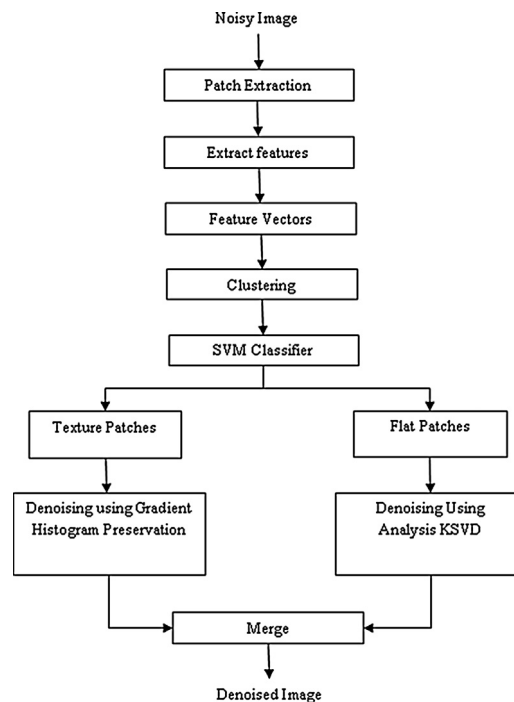 Noisy Image
Patch Extraction
Extract features
Feature Vectors
Clustering
SVM Classifier
Texture Patches
Flat Patches
Denoising using Gradient
Histogram Preservation
Denoising Using
Analysis KSVD
Merge
Denoised Image